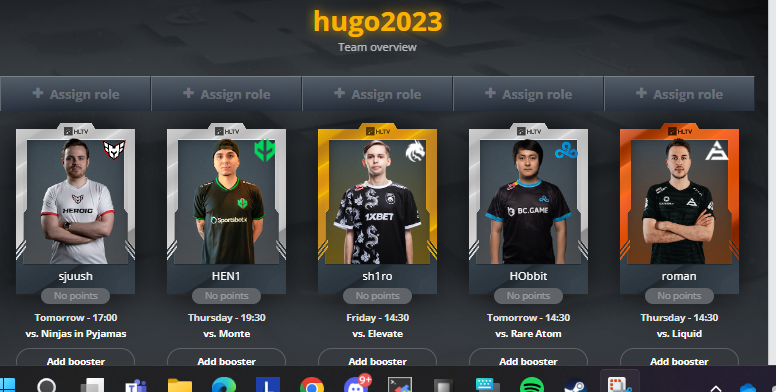 hugo2023
Team overview
+ Assign role + Assign role + Assign role + Assign role + Assign role
HLTV HLTV HLTV HLTV HLTV
HEROIC Sportsbet.io 1XBET BC.GAME
sjuush HEN1 sh1ro HObbit roman
No points No points No points No points No points
Tomorrow - 17:00 Thursday - 19:30 Friday - 14:30 Tomorrow - 14:30 Thursday - 14:30
vs. Ninjas in Pyjamas vs. Monte vs. Elevate vs. Rare Atom vs. Liquid
Add booster Add booster Add booster Add booster Add booster
L 9+